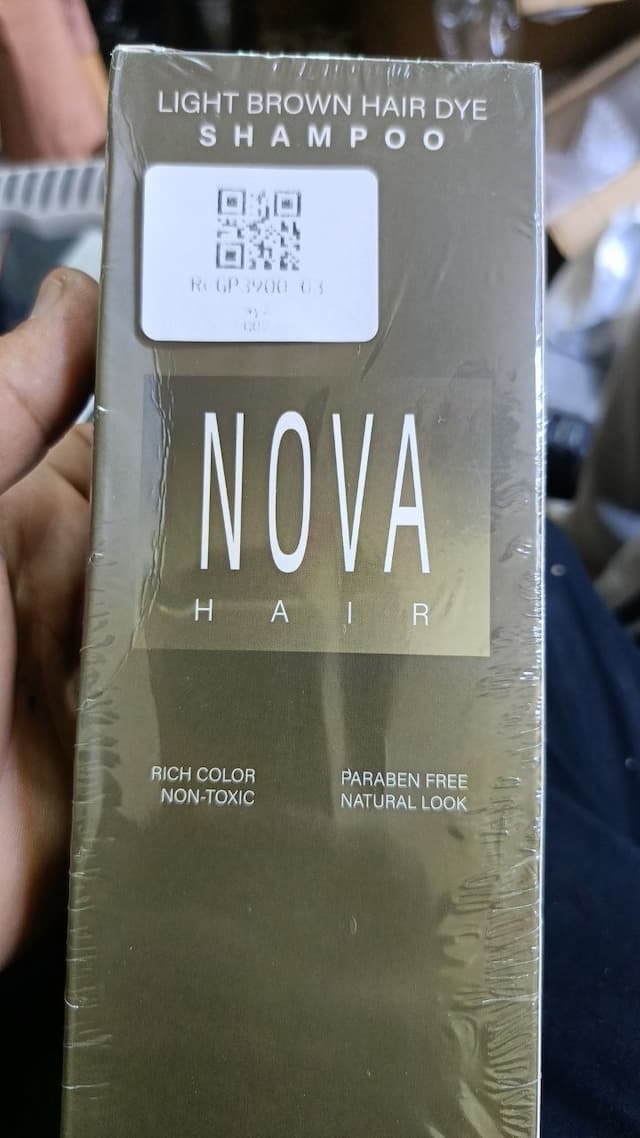 LIGHT BROWN HAIR DYE
SHAMPOO
NOVA
HAIR
RICH COLOR
NON-TOXIC
PARABEN FREE
NATURAL LOOK